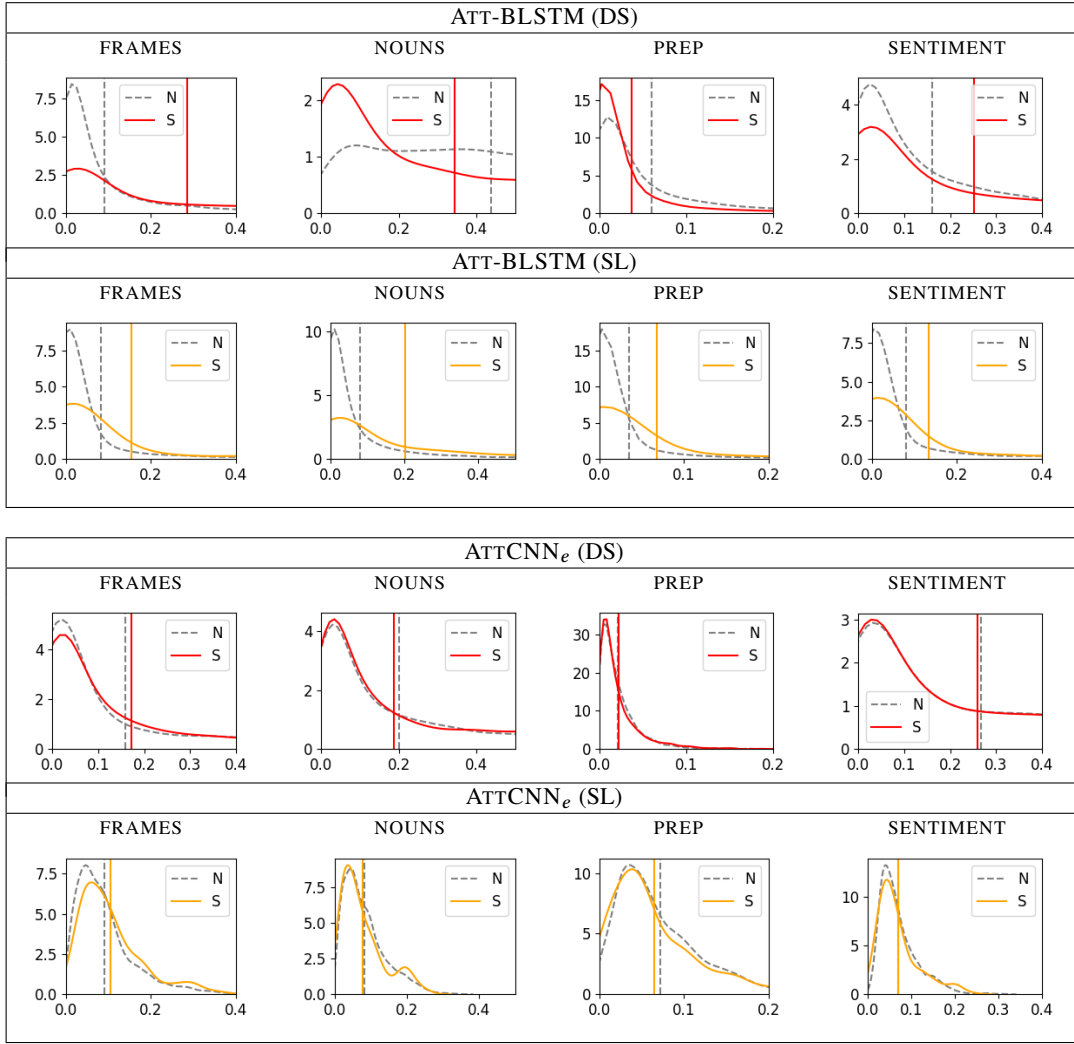 ATT-BLSTM (DS)
FRAMES NOUNS PREP SENTIMENT
7.5 5.0 2.5 0.0 N S 0.0 0.2 0.4
2 1 0 N S 0.0 0.2 0.4
15 10 5 0 N S 0.0 0.1 0.2
4 2 0 N S 0.0 0.1 0.2 0.3 0.4
ATT-BLSTM (SL)
FRAMES NOUNS PREP SENTIMENT
7.5 5.0 2.5 0.0 N S 0.0 0.2 0.4
10 5 0 N S 0.0 0.2 0.4
15 10 5 0 N S 0.0 0.1 0.2
7.5 5.0 2.5 0.0 N S 0.0 0.2 0.4
ATTCNNe (DS)
FRAMES NOUNS PREP SENTIMENT
4 2 0 N S 0.0 0.1 0.2 0.3 0.4
4 2 0 N S 0.0 0.2 0.4
30 20 10 0 N S 0.0 0.1 0.2
3 2 1 0 N S 0.0 0.1 0.2 0.3 0.4
ATTCNNe (SL)
FRAMES NOUNS PREP SENTIMENT
7.5 5.0 2.5 0.0 N S 0.0 0.1 0.2 0.3 0.4
7.5 5.0 2.5 0.0 N S 0.0 0.1 0.2 0.3 0.4 0.5
10 5 0 N S 0.0 0.1 0.2
10 5 0 N S 0.0 0.1 0.2 0.3 0.4